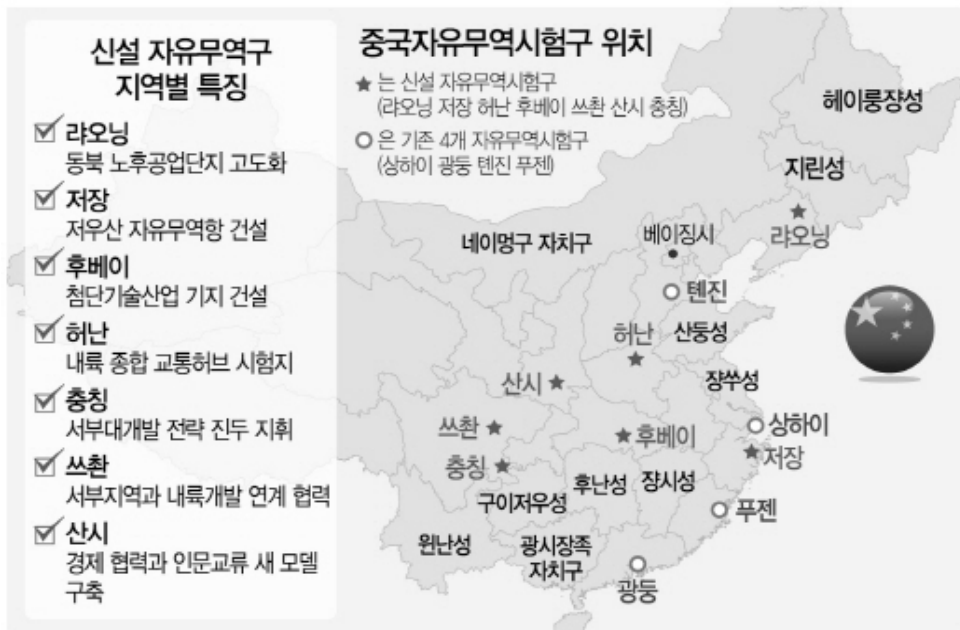 신설 자유무역구
지역별 특징
랴오닝
동북 노후공업단지 고도화
저장
저우산 자유무역항 건설
후베이
첨단기술산업 기지 건설
허난
내륙 종합 교통허브 시험지
충칭
서부대개발 전략 진두 지휘
쓰촨
서부지역과 내륙개발 연계 협력
산시
경제 협력과 인문교류 새 모델
구축
중국자유무역시험구 위치
★ 는 신설 자유무역시험구
(랴오닝 저장 허난 후베이 쓰촨 산시 충칭)
은 기존 4개 자유무역시험구
(상하이 광둥 톈진 푸젠)
헤이룽쟝성
지린성
랴오닝
네이멍구 자치구
베이징시
톈진
허난
산둥성
산시
쟝쑤성
쓰촨
후베이
상하이
저장
충칭
구이저우성
후난성
쟝시성
푸젠
윈난성
광시장족
자치구
광둥